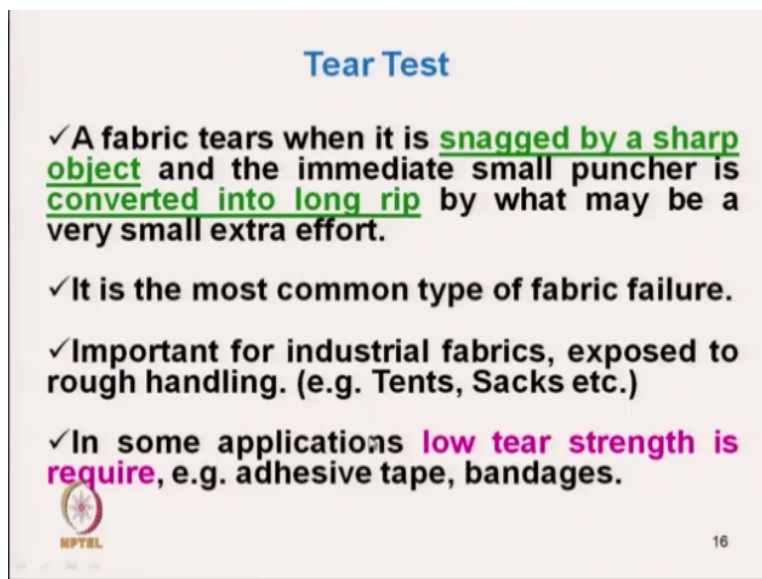 Tear Test
✓A fabric tears when it is snagged by a sharp
object and the immediate small puncher is
converted into long rip by what may be a
very small extra effort.
✓It is the most common type of fabric failure.
✓Important for industrial fabrics, exposed to
rough handling. (e.g. Tents, Sacks etc.)
✓In some applications low tear strength is
require, e.g. adhesive tape, bandages.
NPTEL
16